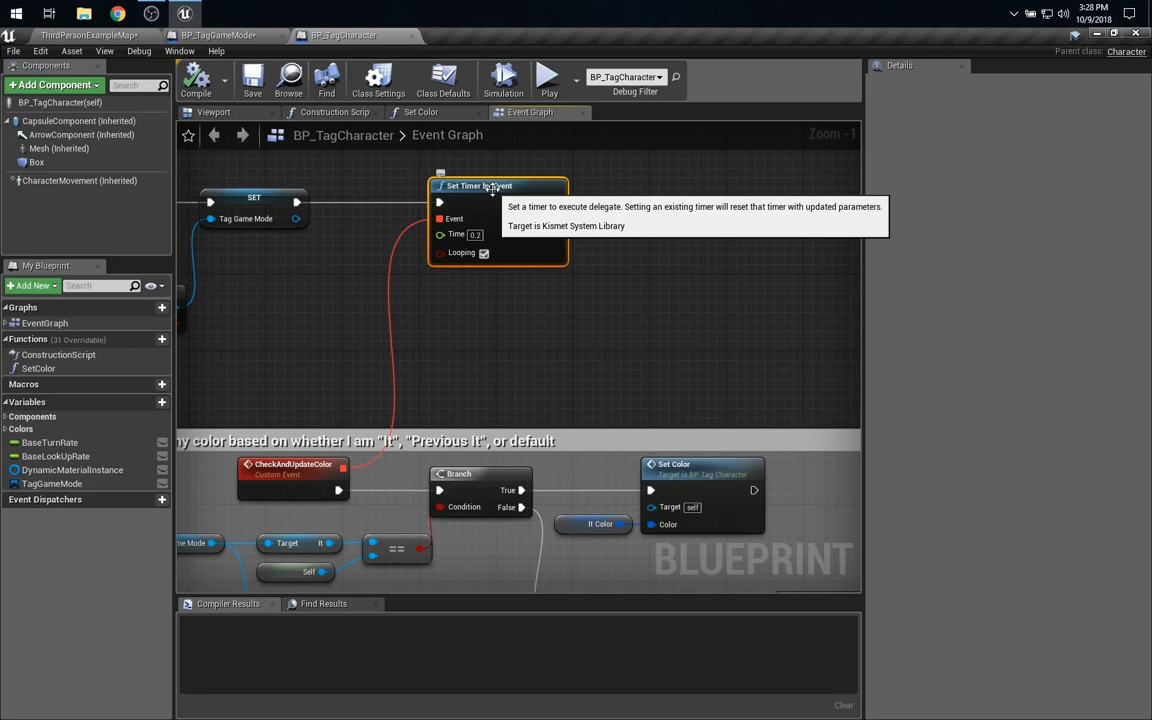 3:28 PM
10/9/2018
ThirdPersonExampleMap*
BP_TagGameMode*
BP_TagCharacter
File Edit Asset View Debug Window Help
Parent class: Character
Components
+ Add Component
Search
BP_TagCharacter(self)
CapsuleComponent (Inherited)
ArrowComponent (Inherited)
Mesh (Inherited)
Box
CharacterMovement (Inherited)
My Blueprint
+ Add New
Search
Graphs
EventGraph
Functions (31 Overridable)
ConstructionScript
SetColor
Macros
Variables
Components
Colors
BaseTurnRate
BaseLookUpRate
DynamicMaterialInstance
TagGameMode
Event Dispatchers
Compile
Save
Find
Class Settings
Class Defaults
Simulation
Play
BP_TagCharacter
Debug Filter
Viewport
Construction Scrip
Set Color
Event Graph
BP_TagCharacter > Event Graph
Zoom -1
SET
Tag Game Mode
Set Timer by Event
Event
Time 0.2
Looping
Set a timer to execute delegate. Setting an existing timer will reset that timer with updated parameters.
Target is Kismet System Library
ny color based on whether I am "It", "Previous It", or default
CheckAndUpdateColor
Custom Event
Branch
True
Condition
False
Set Color
Target is BP Tag Character
Target self
Color
It Color
me Mode
Target It
==
Self
BLUEPRINT
Compiler Results
Find Results
Clear
Details